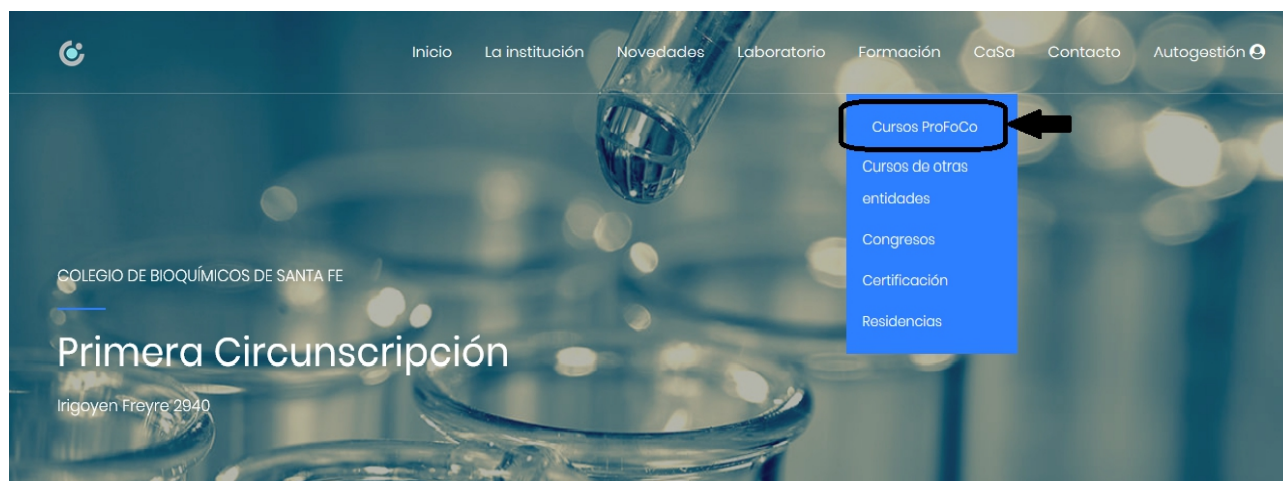 Inicio La institución Novedades Laboratorio Formación CaSa Contacto Autogestión
Cursos ProFoCo
Cursos de otras
entidades
Congresos
Certificación
Residencias
COLEGIO DE BIOQUÍMICOS DE SANTA FE
Primera Circunscripción
Irigoyen Freyre 2940